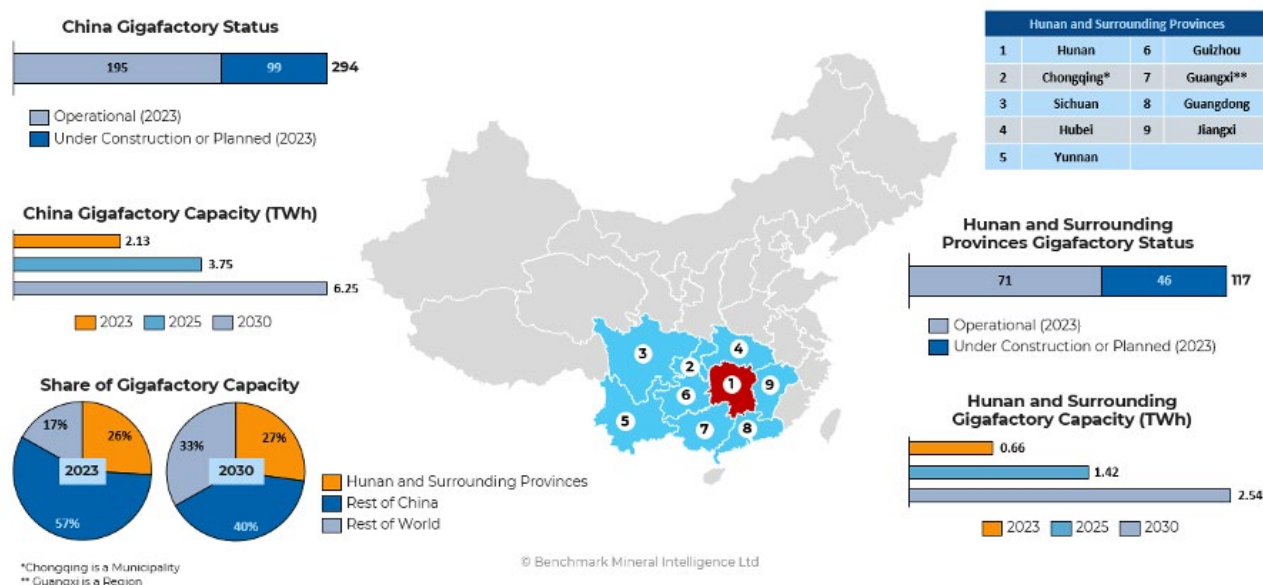 China Gigafactory Status
195
99
294
Operational (2023)
Under Construction or Planned (2023)
China Gigafactory Capacity (TWh)
2.13
3.75
6.25
2023
2025
2030
Share of Gigafactory Capacity
17%
26%
2023
57%
33%
27%
2030
40%
Hunan and Surrounding Provinces
Rest of China
Rest of World
*Chongqing is a Municipality
** Guangxi is a Region
3
4
2
1
9
6
5
7
8
© Benchmark Mineral Intelligence Ltd
Hunan and Surrounding Provinces
1 Hunan 6 Guizhou
2 Chongqing* 7 Guangxi**
3 Sichuan 8 Guangdong
4 Hubei 9 Jiangxi
5 Yunnan
Hunan and Surrounding
Provinces Gigafactory Status
71
46
117
Operational (2023)
Under Construction or Planned (2023)
Hunan and Surrounding
Gigafactory Capacity (TWh)
0.66
1.42
2.54
2023
2025
2030